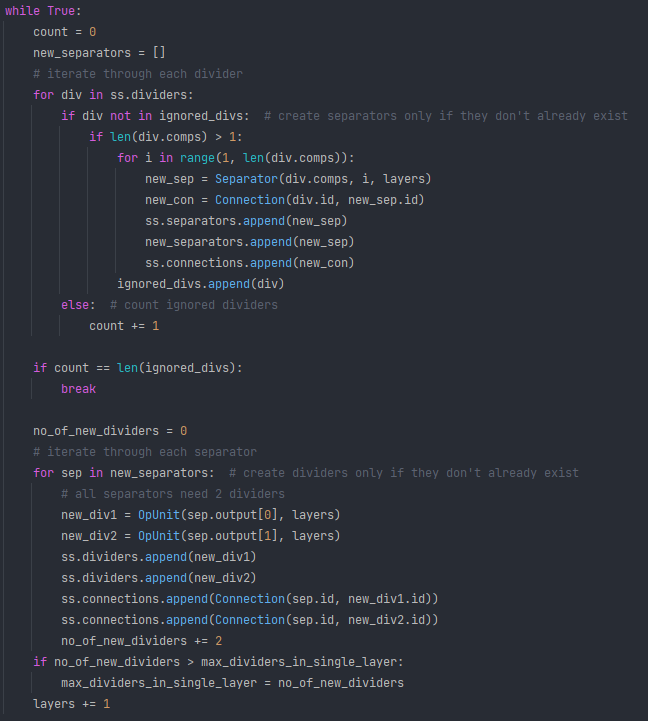 while True:
    count = 0
    new_separators = []
    # iterate through each divider
    for div in ss.dividers:
        if div not in ignored_divs:  # create separators only if they don't already exist
            if len(div.comps) > 1:
                for i in range(1, len(div.comps)):
                    new_sep = Separator(div.comps, i, layers)
                    new_con = Connection(div.id, new_sep.id)
                    ss.separators.append(new_sep)
                    new_separators.append(new_sep)
                    ss.connections.append(new_con)
                ignored_divs.append(div)
        else:  # count ignored dividers
            count += 1

    if count == len(ignored_divs):
        break

    no_of_new_dividers = 0
    # iterate through each separator
    for sep in new_separators:  # create dividers only if they don't already exist
        # all separators need 2 dividers
        new_div1 = OpUnit(sep.output[0], layers)
        new_div2 = OpUnit(sep.output[1], layers)
        ss.dividers.append(new_div1)
        ss.dividers.append(new_div2)
        ss.connections.append(Connection(sep.id, new_div1.id))
        ss.connections.append(Connection(sep.id, new_div2.id))
        no_of_new_dividers += 2
    if no_of_new_dividers > max_dividers_in_single_layer:
        max_dividers_in_single_layer = no_of_new_dividers
    layers += 1